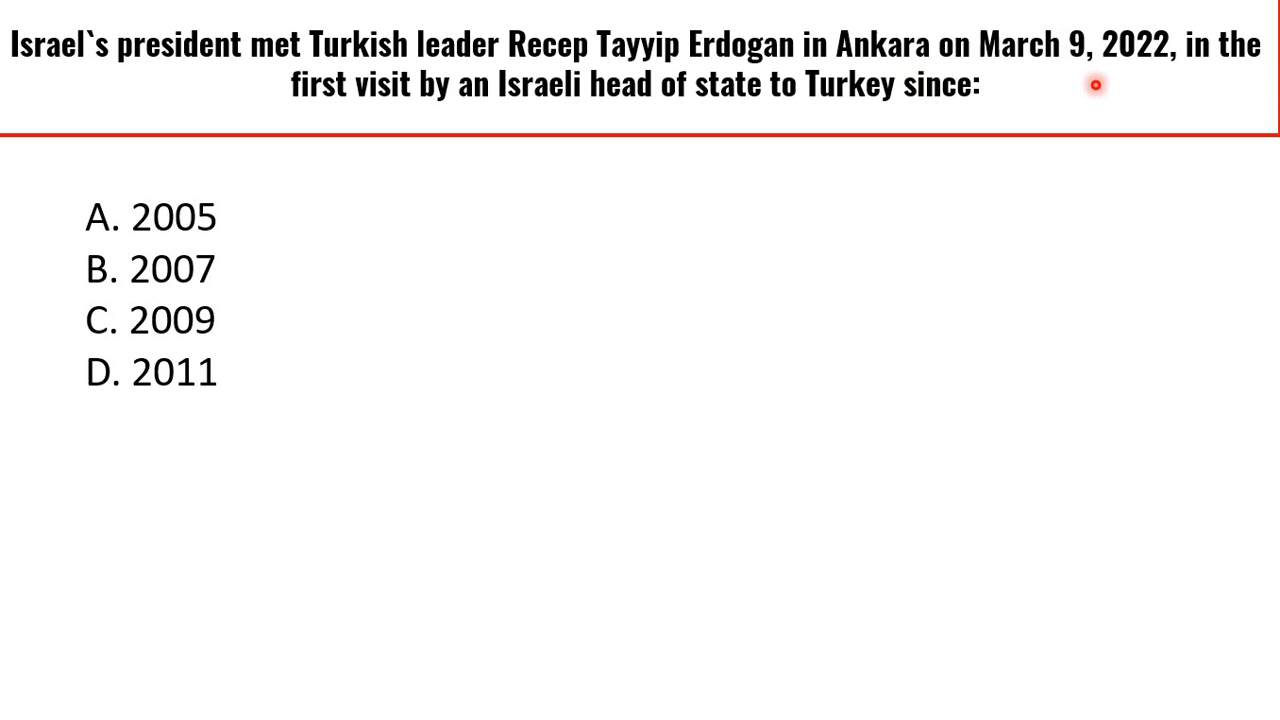 Israel`s president met Turkish leader Recep Tayyip Erdogan in Ankara on March 9, 2022, in the
first visit by an Israeli head of state to Turkey since:
A. 2005
B. 2007
C. 2009
D. 2011